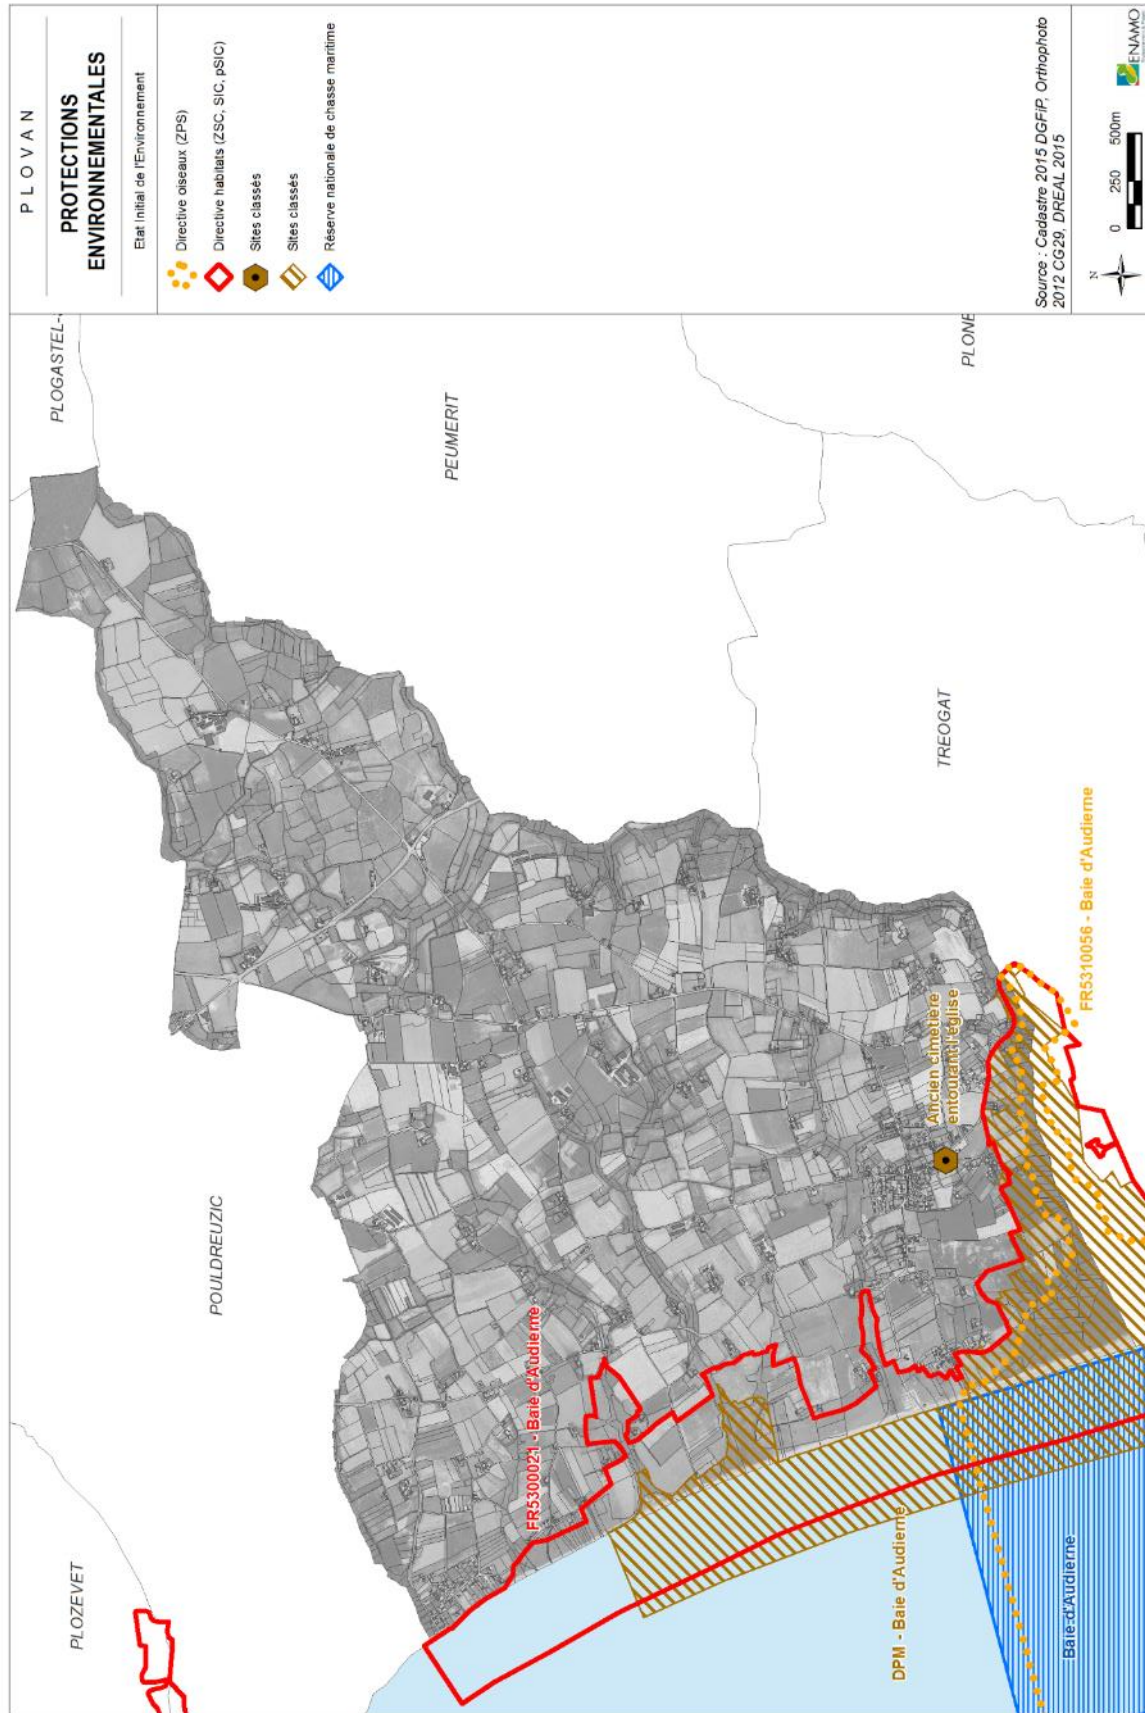 PLOVAN
PROTECTIONS
ENVIRONNEMENTALES
Etat Initial de l'Environnement
Directive oiseaux (ZPS)
Directive habitats (ZSC, SIC, pSIC)
Sites classés
Sites classés
Réserve nationale de chasse maritime
Source : Cadastre 2015 DGFiP, Orthophoto
2012 CG29, DREAL 2015
N
0 250 500m
ENAMO
PLOZEVET
POULDREUZIC
PLOGASTEL-
PEUMERIT
PLONE
TREOGAT
FR5300021 - Baie d'Audierne
Ancien cimetière
entourant l'église
FR5310056 - Baie d'Audierne
DPM - Baie d'Audierne
Baie d'Audierne